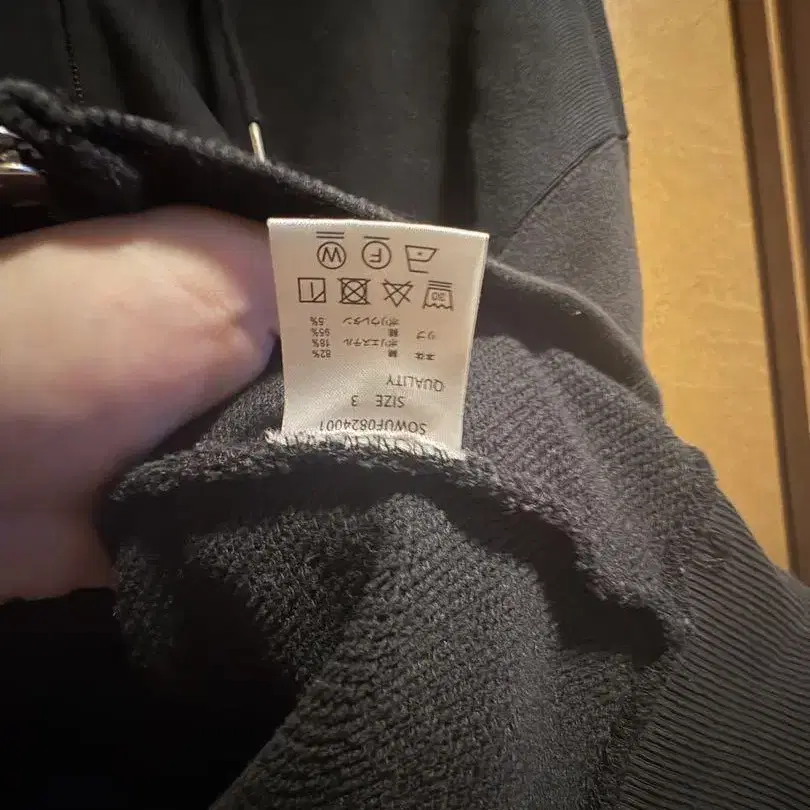 SOWUF0824001
SIZE 3
QUALITY
本体 綿 82%
ポリエステル 18%
リブ 綿 95%
ポリウレタン 5%
30
F W